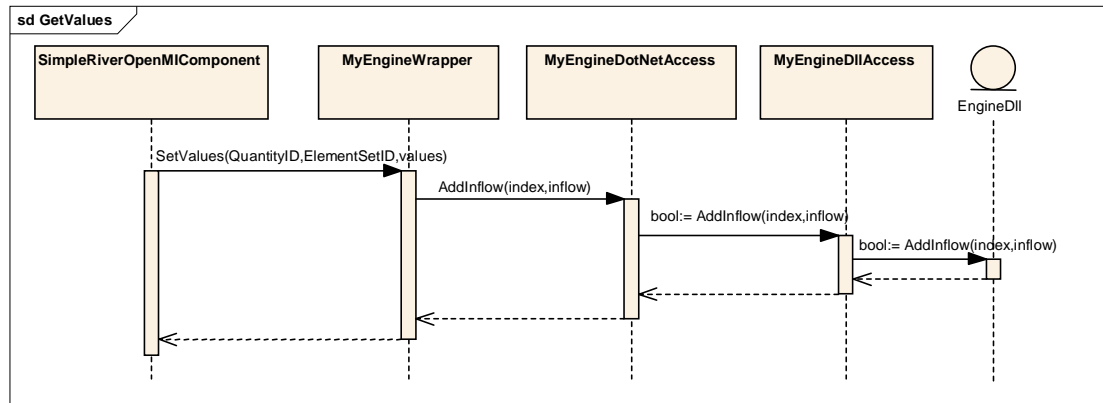 sd GetValues
SimpleRiverOpenMIComponent
MyEngineWrapper
MyEngineDotNetAccess
MyEngineDllAccess
EngineDll
SetValues(QuantityID,ElementSetID,values)
AddInflow(index,inflow)
bool:= AddInflow(index,inflow)
bool:= AddInflow(index,inflow)